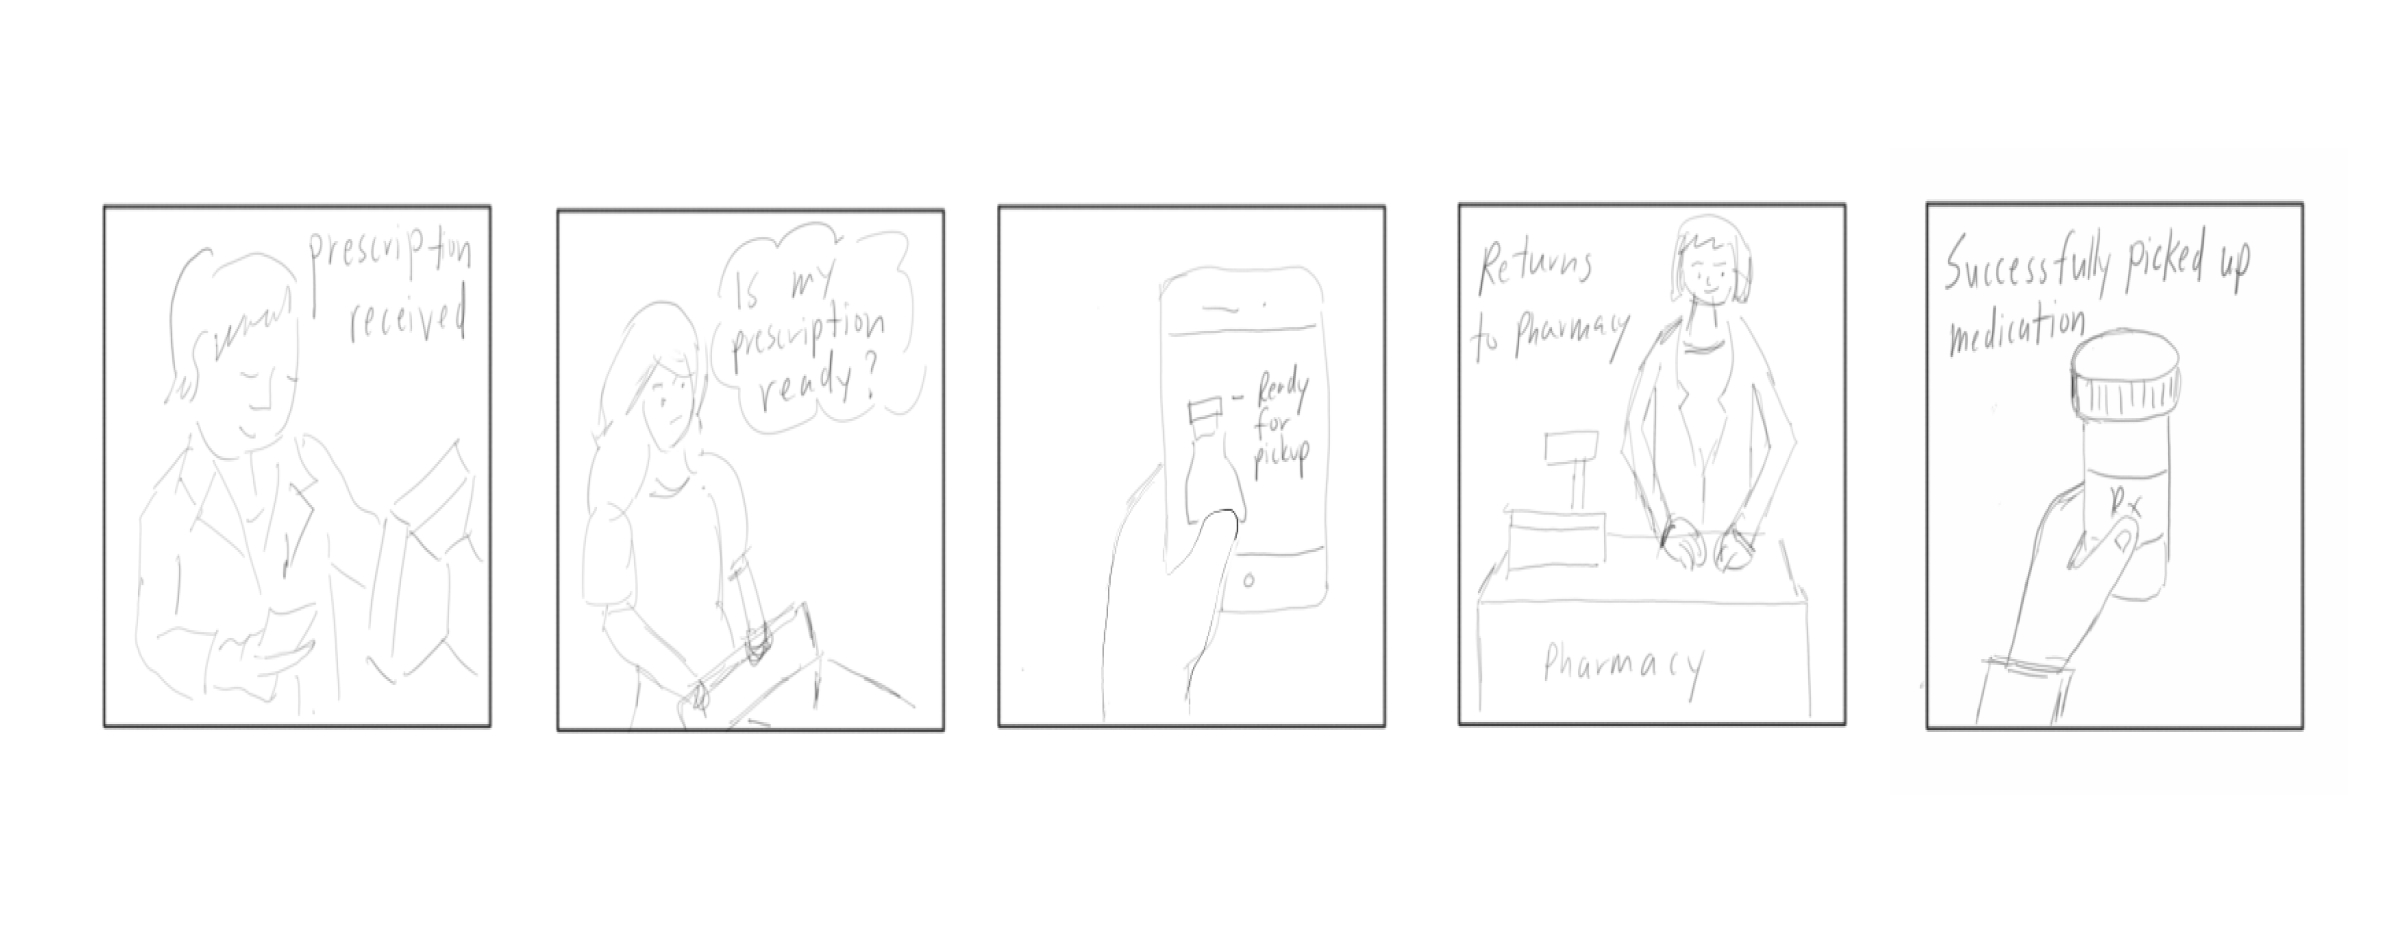 prescription
received
Is my
prescription
ready?
Ready
for
pickup
Returns
to Pharmacy
Pharmacy
Successfully picked up
medication
Rx